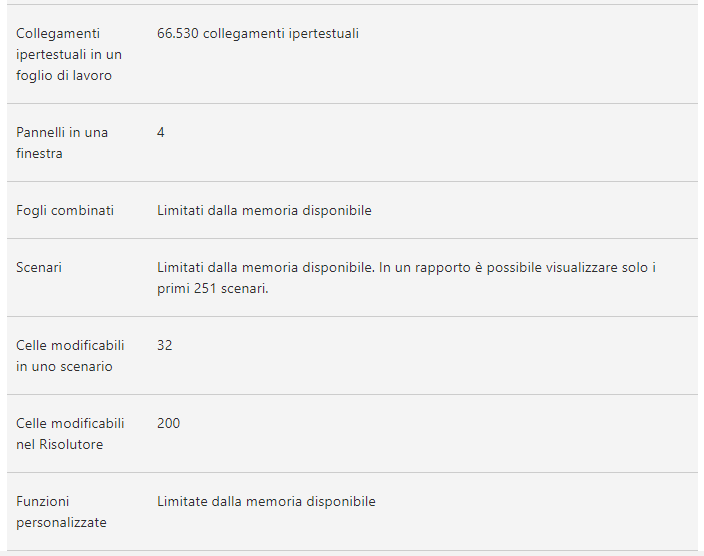 Collegamenti
ipertestuali in un
foglio di lavoro
66.530 collegamenti ipertestuali
Pannelli in una
finestra
4
Fogli combinati
Limitati dalla memoria disponibile
Scenari
Limitati dalla memoria disponibile. In un rapporto è possibile visualizzare solo i
primi 251 scenari.
Celle modificabili
in uno scenario
32
Celle modificabili
nel Risolutore
200
Funzioni
personalizzate
Limitate dalla memoria disponibile